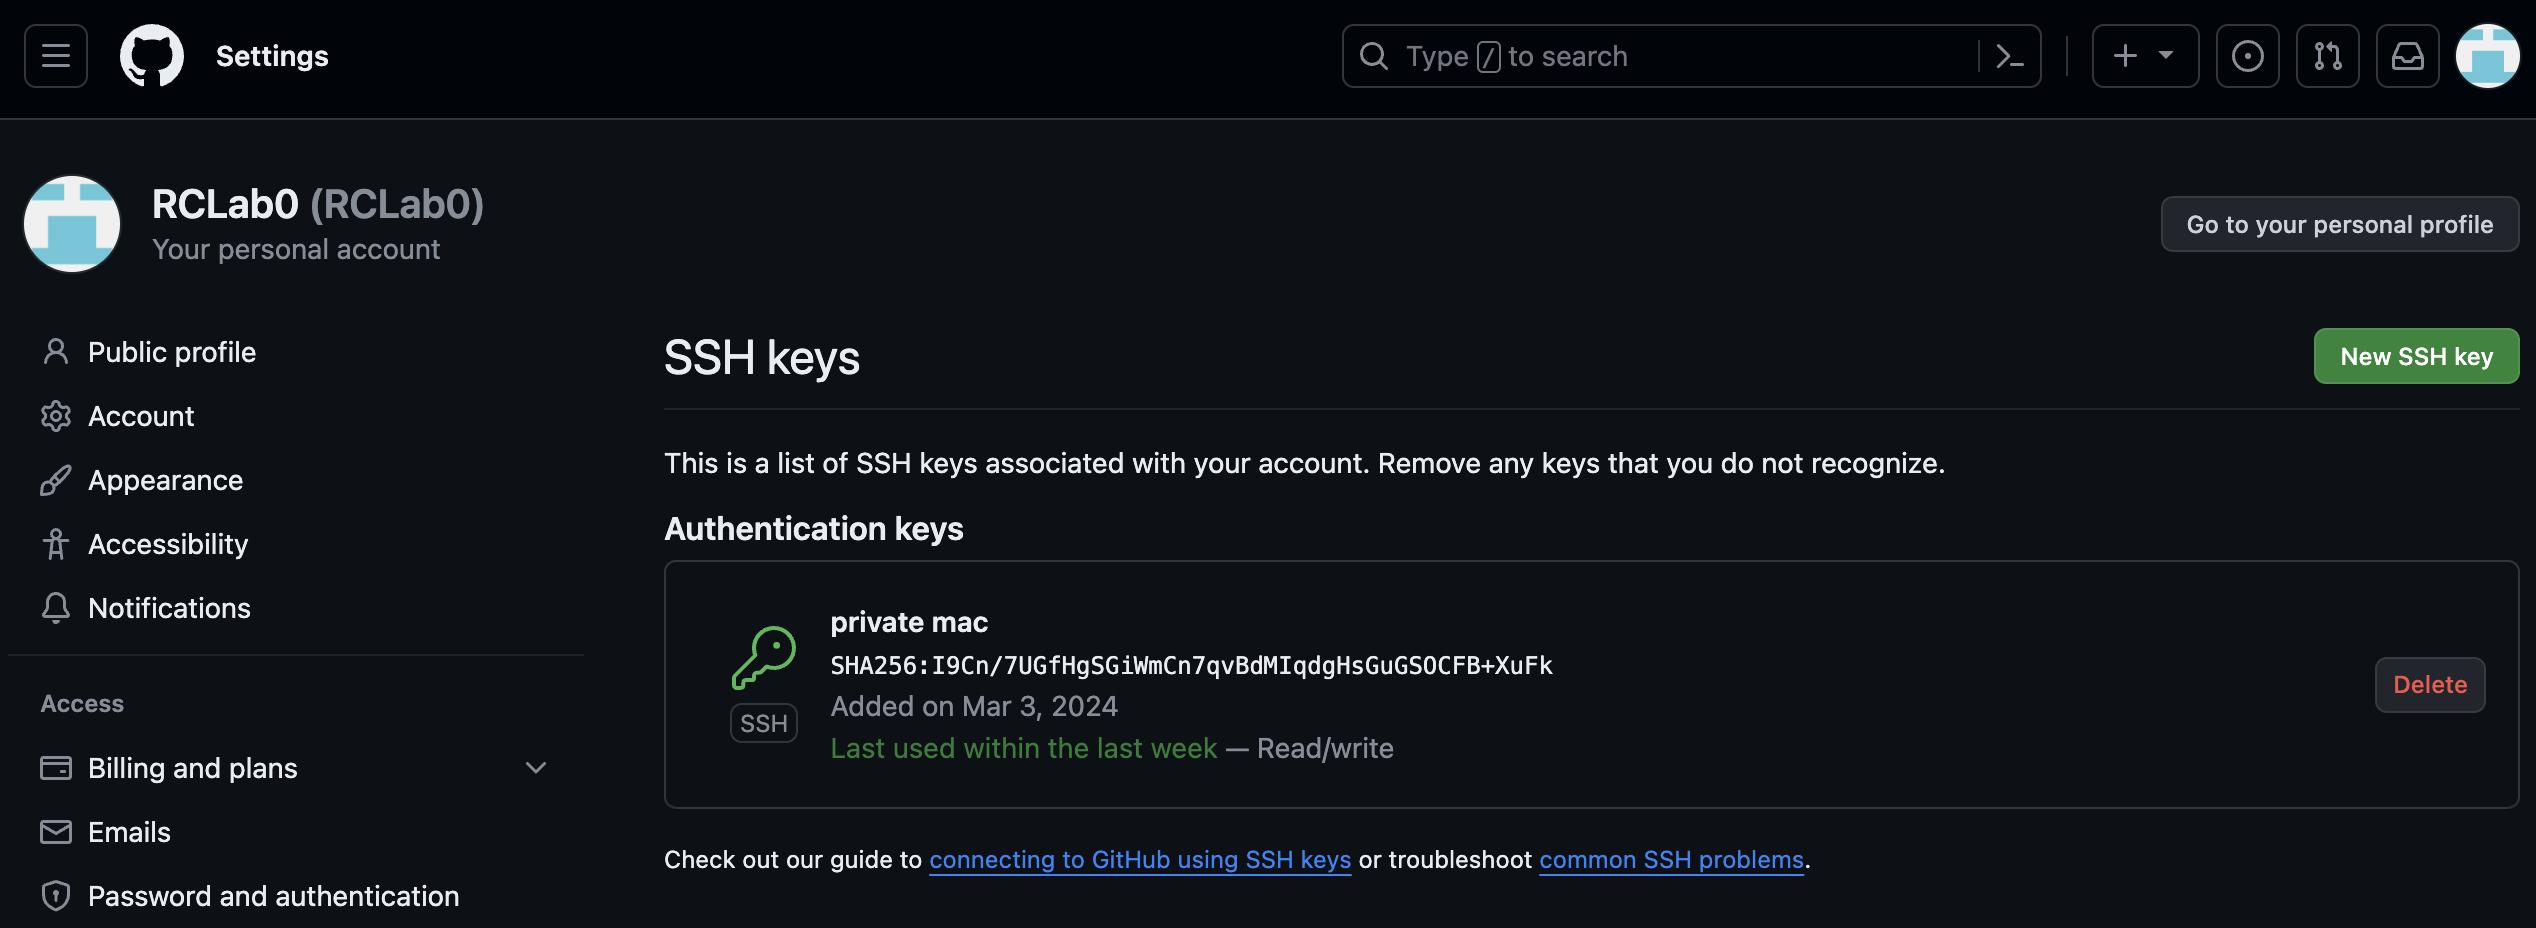 Settings
Type / to search
RCLab0 (RCLab0)
Your personal account
Go to your personal profile
Public profile
Account
Appearance
Accessibility
Notifications
Access
Billing and plans
Emails
Password and authentication
SSH keys
New SSH key
This is a list of SSH keys associated with your account. Remove any keys that you do not recognize.
Authentication keys
private mac
SHA256:I9Cn/7UGfHgSGiWmCn7qvBdMIqdgHsGuGSOCFB+XuFk
Added on Mar 3, 2024
Last used within the last week — Read/write
SSH
Delete
Check out our guide to connecting to GitHub using SSH keys or troubleshoot common SSH problems.